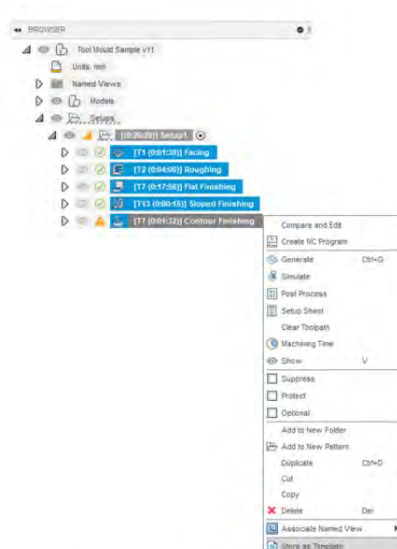 BROWSER
Tool Mould Sample v11
Units: mm
Named Views
Models
Setups
Setup1
[T1 (0:01:39)] Facing
[T2 (0:04:06)] Roughing
[T7 (0:17:56)] Flat Finishing
[T13 (0:00:15)] Sloped Finishing
[T7 (0:01:32)] Contour Finishing
Compare and Edit
Create NC Program
Generate Ctrl+G
Simulate
Post Process
Setup Sheet
Clear Toolpath
Machining Time
Show V
Suppress
Protect
Optional
Add to New Folder
Add to New Pattern
Duplicate Ctrl+D
Cut
Copy
Delete Del
Associate Named View
Store as Template